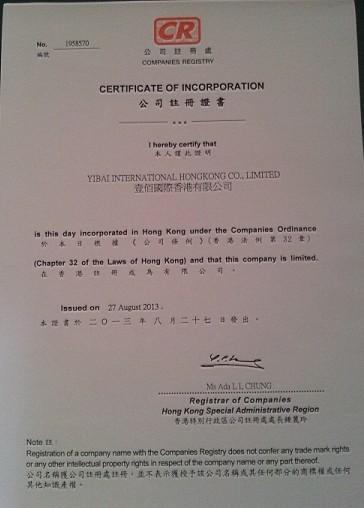 CR
No. 1958570
編號
公司註冊處
COMPANIES REGISTRY
CERTIFICATE OF INCORPORATION
公司註冊證書
I hereby certify that
本人謹此證明
YIBAI INTERNATIONAL HONGKONG CO., LIMITED
壹佰國際香港有限公司
is this day incorporated in Hong Kong under the Companies Ordinance
於本日根據《公司條例》(香港法例第32章)
(Chapter 32 of the Laws of Hong Kong) and that this company is limited.
在香港註冊成為有限公司。
Issued on 27 August 2013.
本證書於二〇一三年八月二十七日發出。
Ms Ada L L CHUNG
Registrar of Companies
Hong Kong Special Administrative Region
香港特別行政區公司註冊處處長鍾麗玲
Note 註:
Registration of a company name with the Companies Registry does not confer any trade mark rights
or any other intellectual property rights in respect of the company name or any part thereof.
公司名稱獲公司註冊處註冊,並不表示獲授予該公司名稱或其任何部分的商標權或任何
其他知識產權。